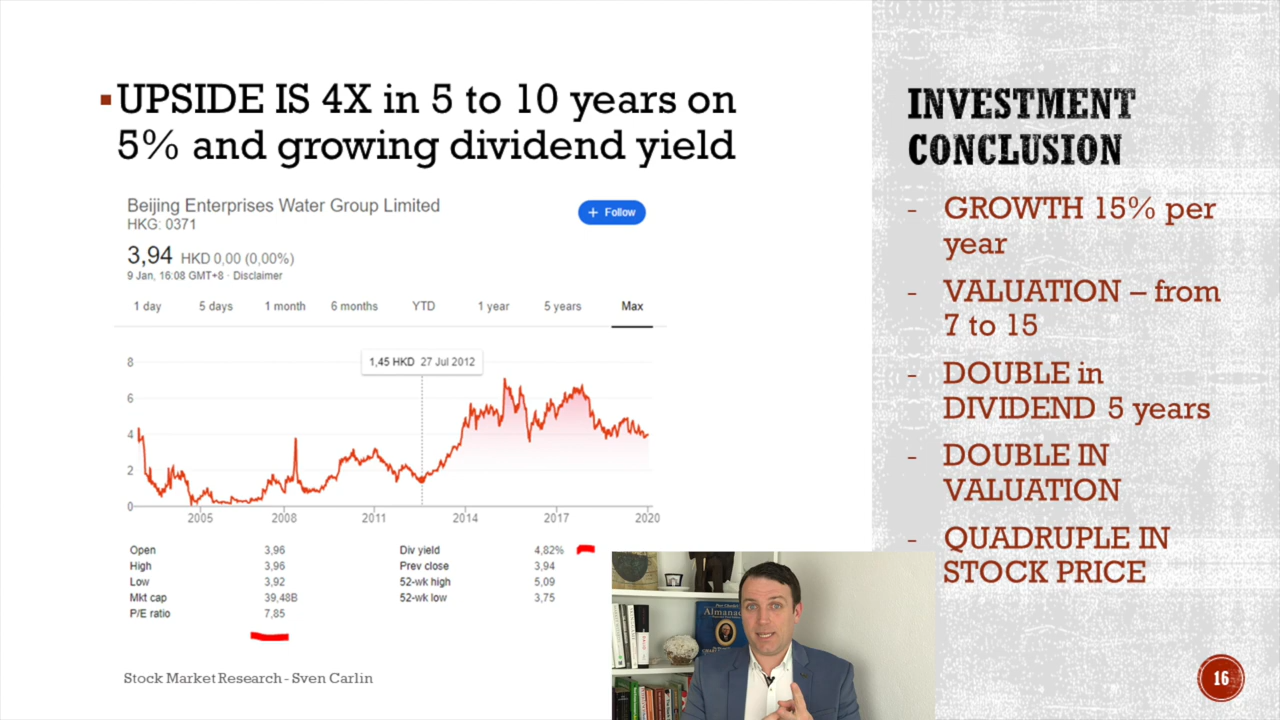 UPSIDE IS 4X in 5 to 10 years on
5% and growing dividend yield
Beijing Enterprises Water Group Limited
HKG: 0371
+ Follow
3,94 HKD 0,00 (0,00%)
9 Jan, 16:08 GMT+8 · Disclaimer
1 day 5 days 1 month 6 months YTD 1 year 5 years Max
1,45 HKD 27 Jul 2012
8
6
4
2
0
2005 2008 2011 2014 2017 2020
Open 3,96 Div yield 4,82%
High 3,96 Prev close 3,94
Low 3,92 52-wk high 5,09
Mkt cap 39,48B 52-wk low 3,75
P/E ratio 7,85
Stock Market Research - Sven Carlin
INVESTMENT
CONCLUSION
- GROWTH 15% per
year
- VALUATION – from
7 to 15
- DOUBLE in
DIVIDEND 5 years
- DOUBLE IN
VALUATION
- QUADRUPLE IN
STOCK PRICE
16